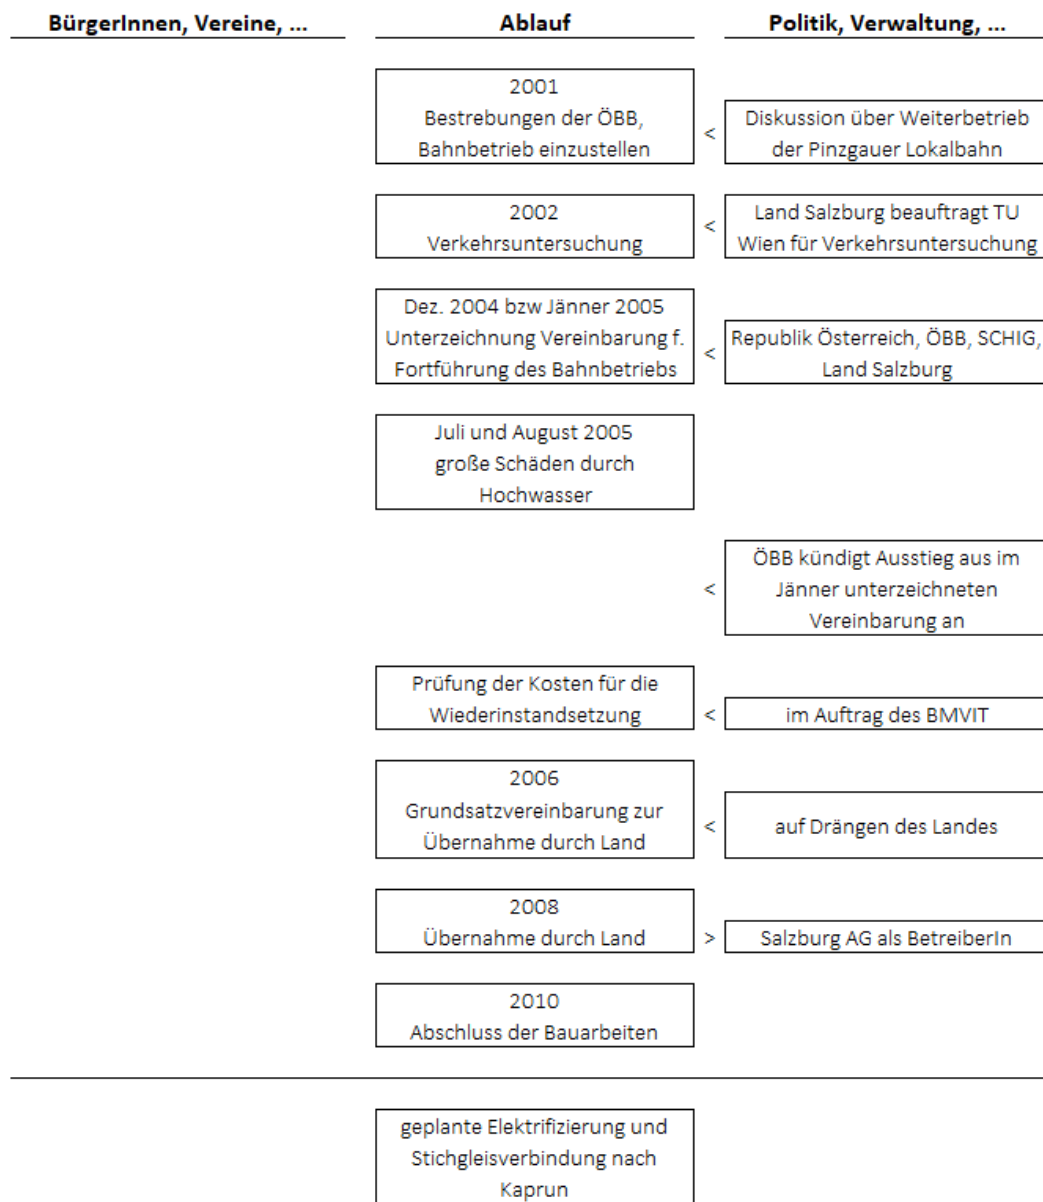 BürgerInnen, Vereine, ...
Ablauf
Politik, Verwaltung, ...
2001
Bestrebungen der ÖBB,
Bahnbetrieb einzustellen
<
Diskussion über Weiterbetrieb
der Pinzgauer Lokalbahn
2002
Verkehrsuntersuchung
<
Land Salzburg beauftragt TU
Wien für Verkehrsuntersuchung
Dez. 2004 bzw Jänner 2005
Unterzeichnung Vereinbarung f.
Fortführung des Bahnbetriebs
<
Republik Österreich, ÖBB, SCHIG,
Land Salzburg
Juli und August 2005
große Schäden durch
Hochwasser
<
ÖBB kündigt Ausstieg aus im
Jänner unterzeichneten
Vereinbarung an
Prüfung der Kosten für die
Wiederinstandsetzung
<
im Auftrag des BMVIT
2006
Grundsatzvereinbarung zur
Übernahme durch Land
<
auf Drängen des Landes
2008
Übernahme durch Land
>
Salzburg AG als BetreiberIn
2010
Abschluss der Bauarbeiten
geplante Elektrifizierung und
Stichgleisverbindung nach
Kaprun